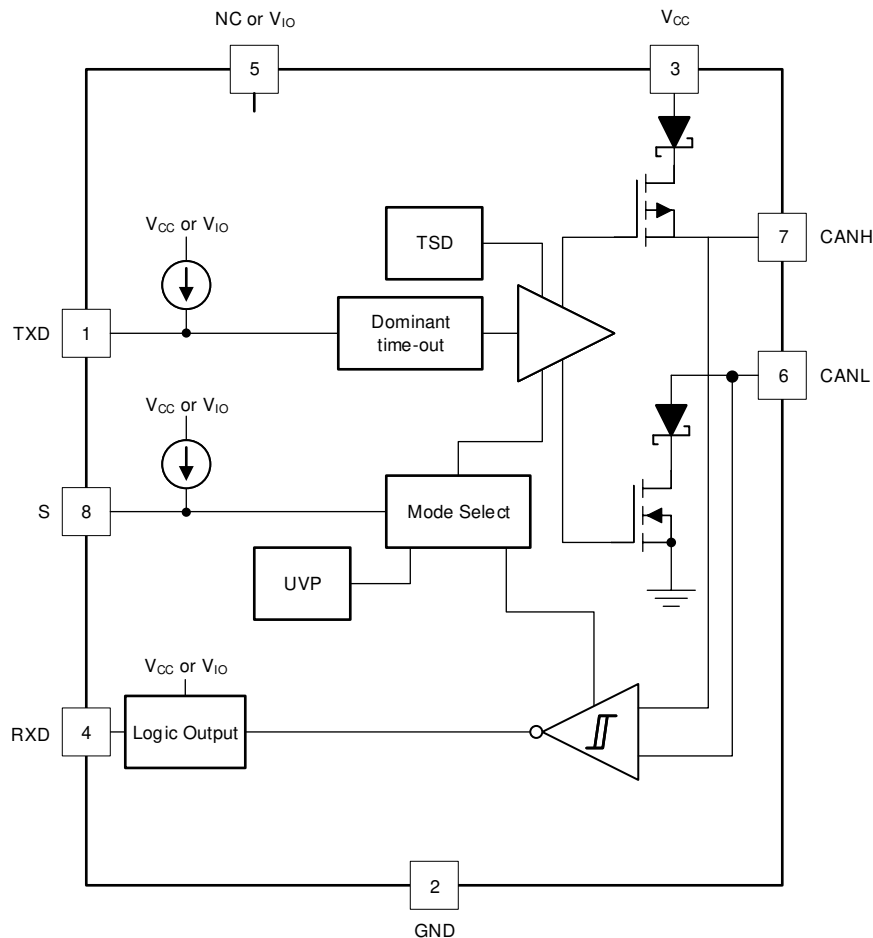 NC or VIO
VCC
5
3
VCC or VIO
TSD
7
CANH
TXD
1
Dominant
time-out
6
CANL
VCC or VIO
S
8
Mode Select
UVP
VCC or VIO
RXD
4
Logic Output
2
GND